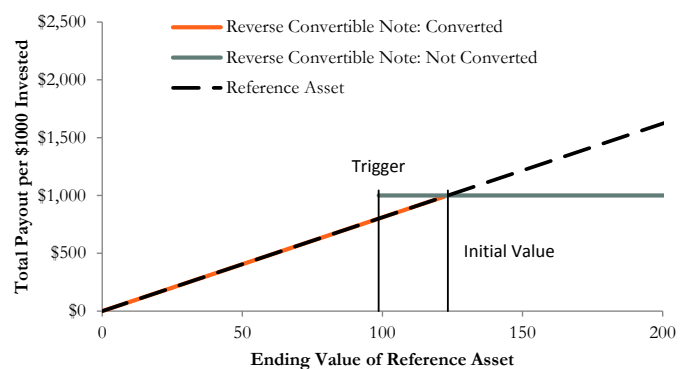 $2,500
$2,000
$1,500
$1,000
$500
$0
Total Payout per $1000 Invested
Reverse Convertible Note: Converted
Reverse Convertible Note: Not Converted
Reference Asset
Trigger
Initial Value
0
50
100
150
200
Ending Value of Reference Asset